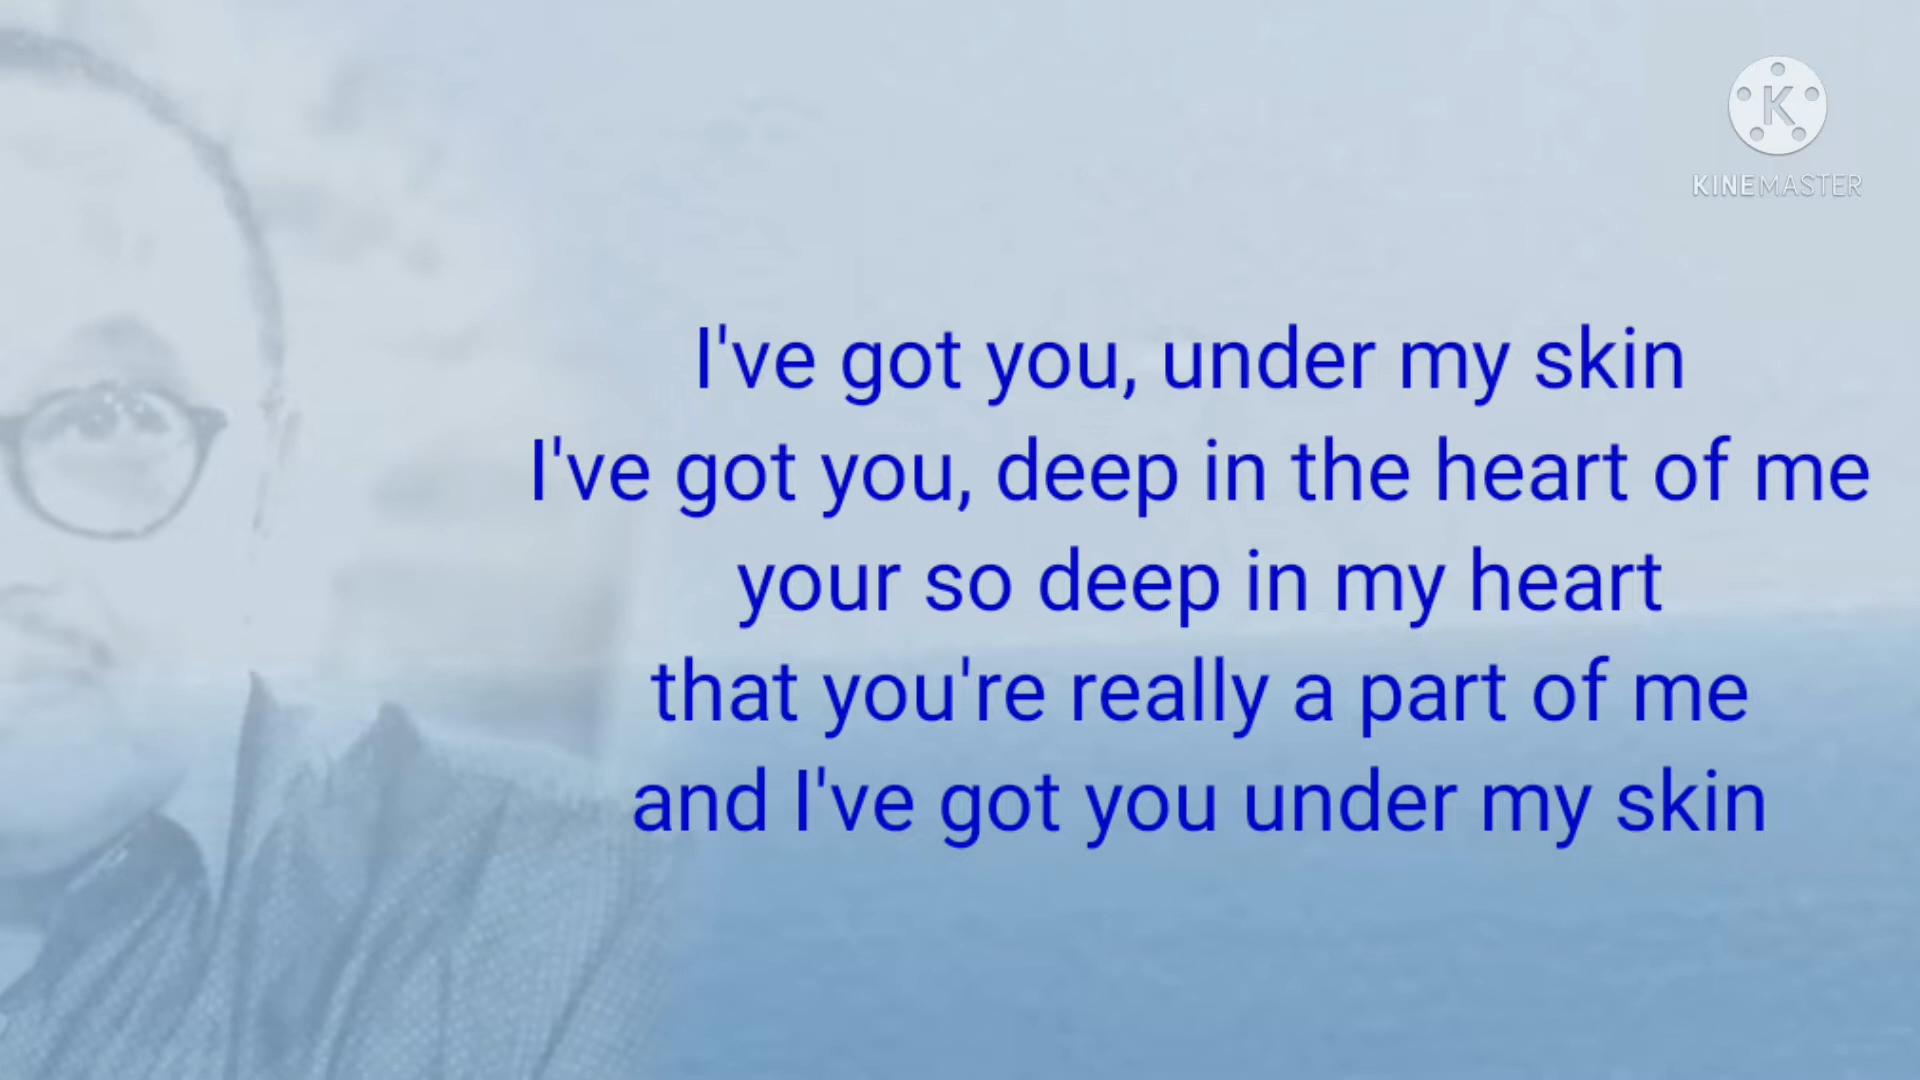 K
KINEMASTER
I've got you, under my skin
I've got you, deep in the heart of me
your so deep in my heart
that you're really a part of me
and I've got you under my skin